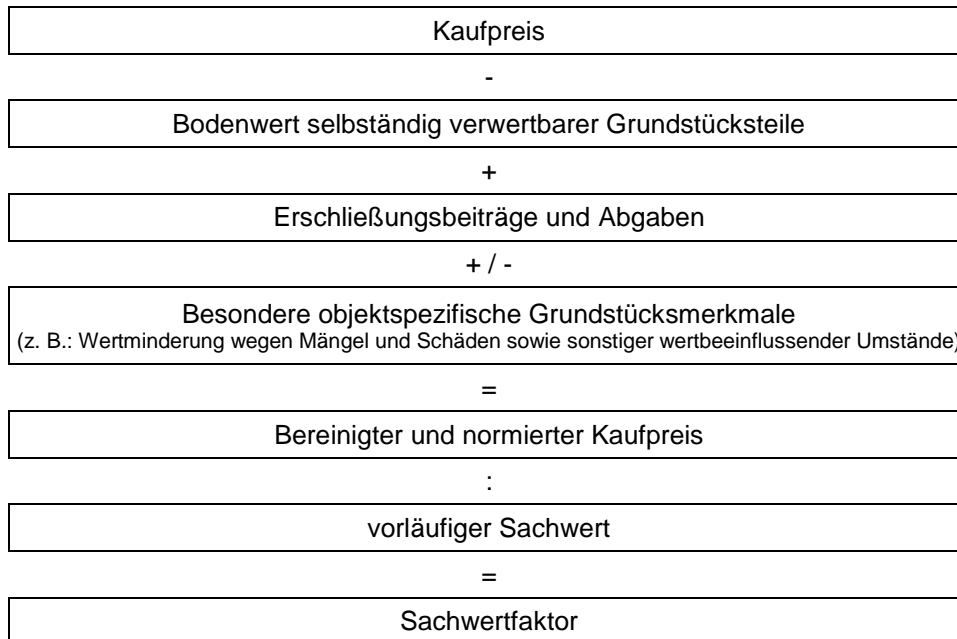 Kaufpreis
-
Bodenwert selbständig verwertbarer Grundstücksteile
+
Erschließungsbeiträge und Abgaben
+ / -
Besondere objektspezifische Grundstücksmerkmale
(z. B.: Wertminderung wegen Mängel und Schäden sowie sonstiger wertbeeinflussender Umstände)
=
Bereinigter und normierter Kaufpreis
:
vorläufiger Sachwert
=
Sachwertfaktor